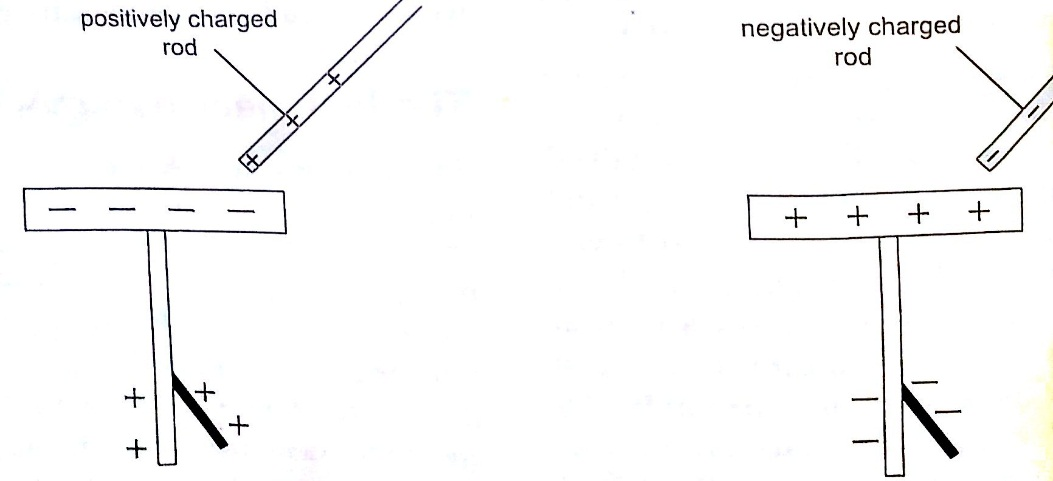 positively charged
rod
negatively charged
rod
+
+
+
− − − −
+ + + +
−
−
+ +
+ +
− −
− −